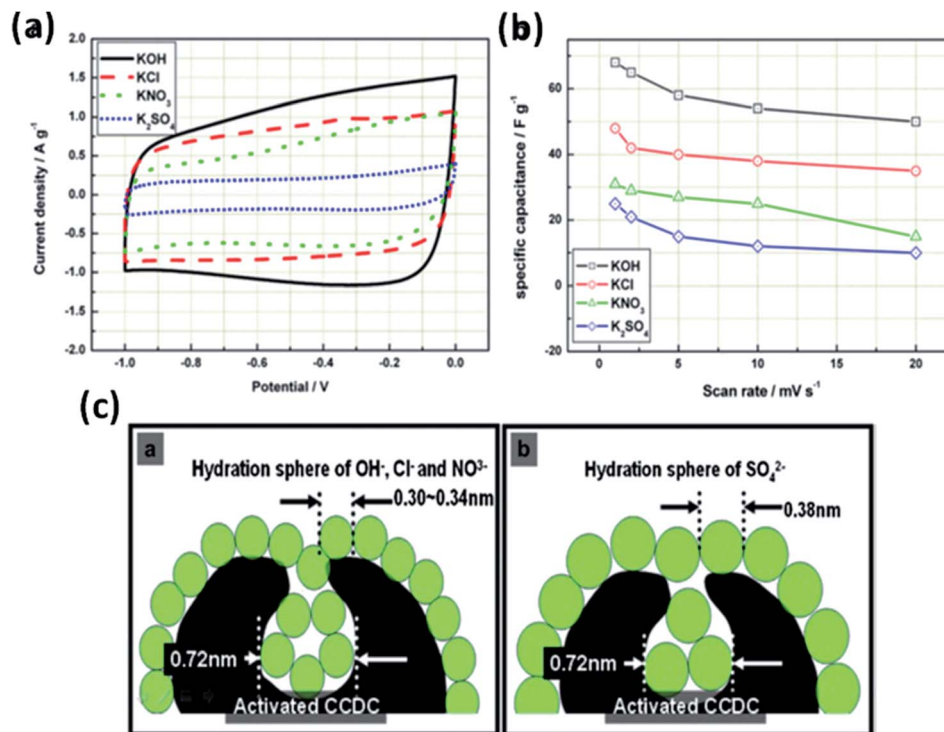 (a)
2.0
1.5
1.0
0.5
0.0
-0.5
-1.0
-1.5
-2.0
Current density / A g⁻¹
KOH
KCl
KNO₃
K₂SO₄
-1.0 -0.8 -0.6 -0.4 -0.2 0.0
Potential / V
(b)
60
40
20
0
-20
specific capacitance / F g⁻¹
KOH
KCl
KNO₃
K₂SO₄
0 5 10 15 20
Scan rate / mV s⁻¹
(c)
a
Hydration sphere of OH⁻, Cl⁻ and NO³⁻
0.30~0.34nm
0.72nm
Activated CCDC
b
Hydration sphere of SO₄²⁻
0.38nm
0.72nm
Activated CCDC